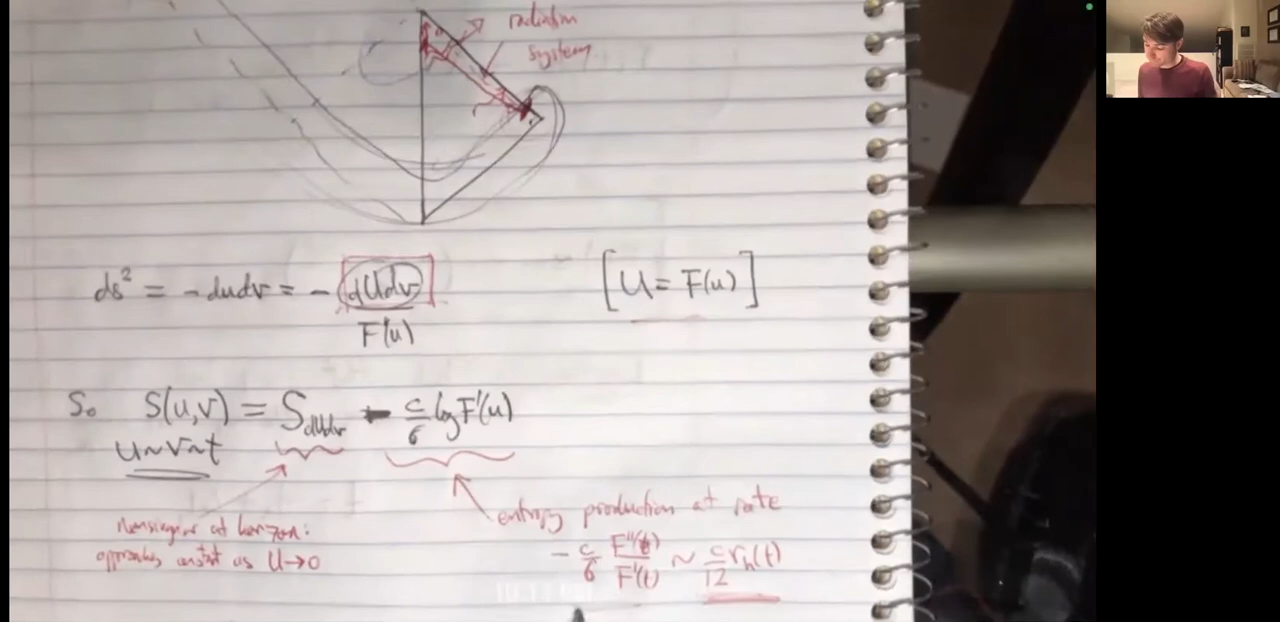 radiation
system
ds² = -dudv = - dUdv / F'(u) [U = F(u)]
So S(u,v) = S_dUdv - c/6 log F'(u)
u~v~t
entropy production at rate
Nonsingular at horizon:
approaches constant as U→0
- c/6 F''(t)/F'(t) ~ c/12 r_h(t)